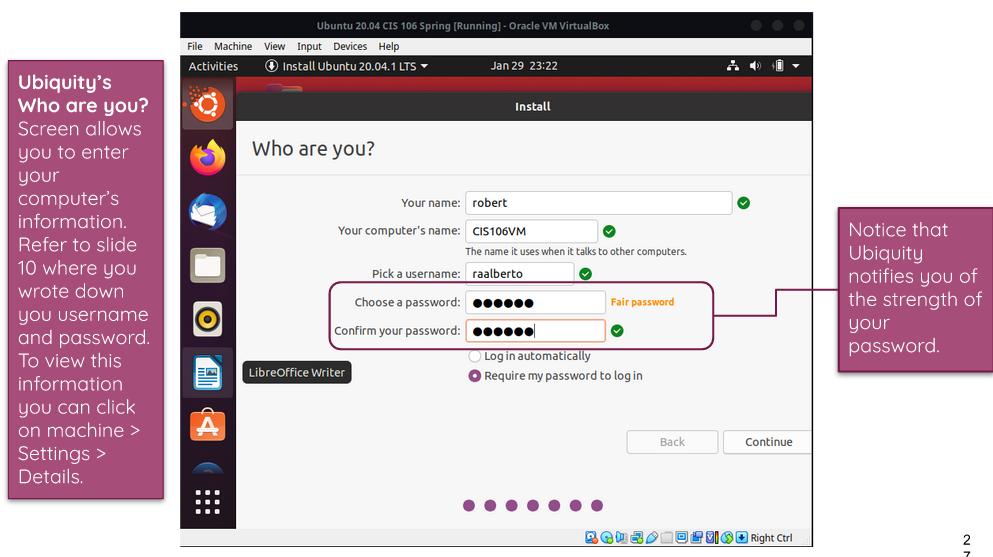 Ubuntu 20.04 CIS 106 Spring [Running] - Oracle VM VirtualBox
File Machine View Input Devices Help
Activities Install Ubuntu 20.04.1 LTS Jan 29 23:22
Install
Who are you?
Your name: robert
Your computer's name: CIS106VM
The name it uses when it talks to other computers.
Pick a username: raalberto
Choose a password: ●●●●●● Fair password
Confirm your password: ●●●●●●
Log in automatically
Require my password to log in
LibreOffice Writer
Back Continue
Right Ctrl
Ubiquity's
Who are you?
Screen allows
you to enter
your
computer's
information.
Refer to slide
10 where you
wrote down
you username
and password.
To view this
information
you can click
on machine >
Settings >
Details.
Notice that
Ubiquity
notifies you of
the strength of
your
password.
2
7